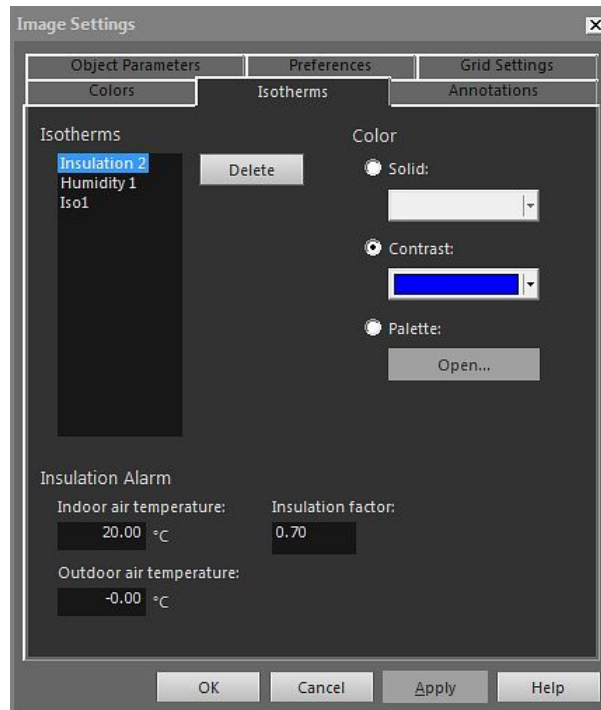 Image Settings
Object Parameters Preferences Grid Settings
Colors Isotherms Annotations
Isotherms Color
Insulation 2
Humidity 1
Iso1
Delete
Solid:
Contrast:
Palette:
Open...
Insulation Alarm
Indoor air temperature: Insulation factor:
20.00 °C 0.70
Outdoor air temperature:
-0.00 °C
OK Cancel Apply Help